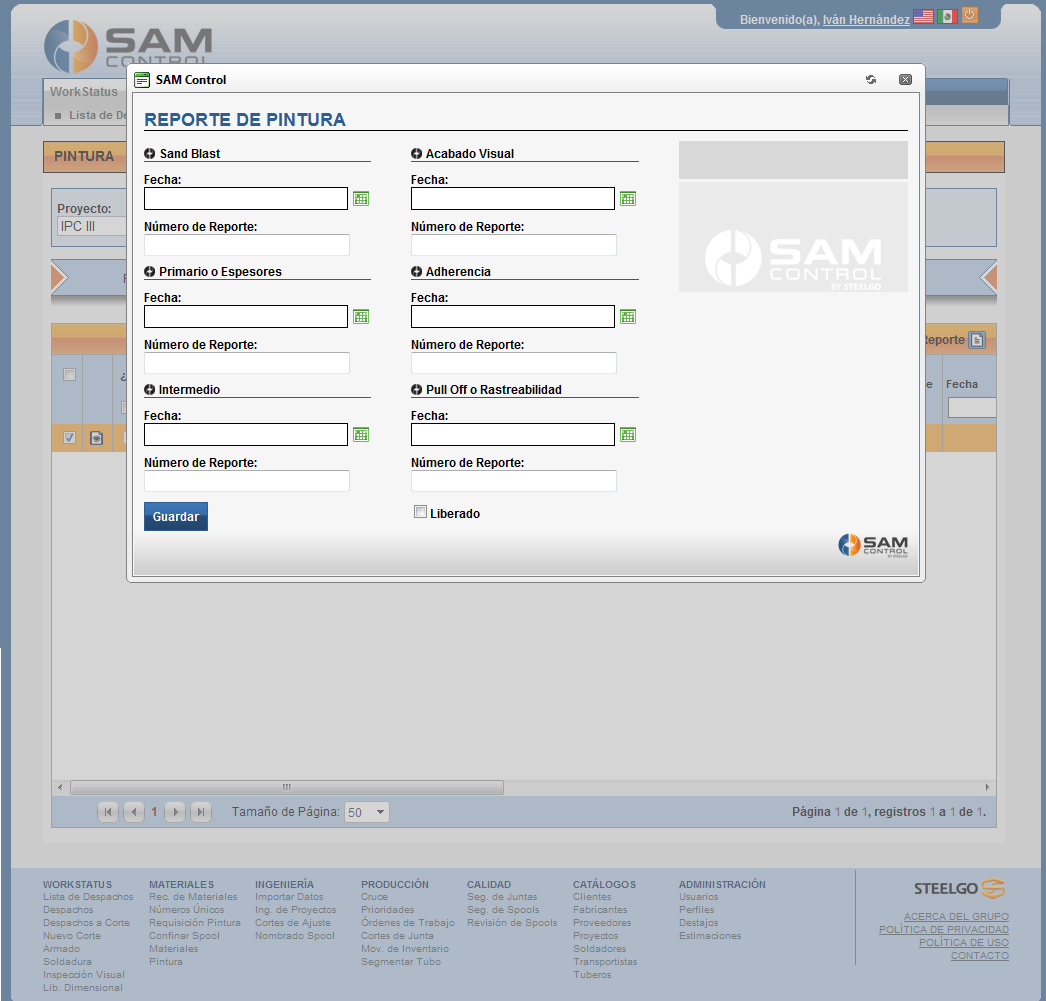 Bienvenido(a), Iván Hernández
SAM
CONTROL
SAM Control
WorkStatus
Lista de De
REPORTE DE PINTURA
PINTURA
Sand Blast
Acabado Visual
Fecha:
Fecha:
Número de Reporte:
Número de Reporte:
Proyecto:
IPC III
Primario o Espesores
Adherencia
SAM
CONTROL
BY STEELGO
Fecha:
Fecha:
Número de Reporte:
Número de Reporte:
Reporte
Intermedio
Pull Off o Rastreabilidad
e
Fecha
Fecha:
Fecha:
Número de Reporte:
Número de Reporte:
Guardar
Liberado
SAM
CONTROL
BY STEELGO
1
Tamaño de Página: 50
Página 1 de 1, registros 1 a 1 de 1.
WORKSTATUS
Lista de Despachos
Despachos
Despachos a Corte
Nuevo Corte
Armado
Soldadura
Inspección Visual
Lib. Dimensional
MATERIALES
Rec. de Materiales
Números Únicos
Requisición Pintura
Confinar Spool
Materiales
Pintura
INGENIERÍA
Importar Datos
Ing. de Proyectos
Cortes de Ajuste
Nombrado Spool
PRODUCCIÓN
Cruce
Prioridades
Órdenes de Trabajo
Cortes de Junta
Mov. de Inventario
Segmentar Tubo
CALIDAD
Seg. de Juntas
Seg. de Spools
Revisión de Spools
CATÁLOGOS
Clientes
Fabricantes
Proveedores
Proyectos
Soldadores
Transportistas
Tuberos
ADMINISTRACIÓN
Usuarios
Perfiles
Destajos
Estimaciones
STEELGO
ACERCA DEL GRUPO
POLÍTICA DE PRIVACIDAD
POLÍTICA DE USO
CONTACTO